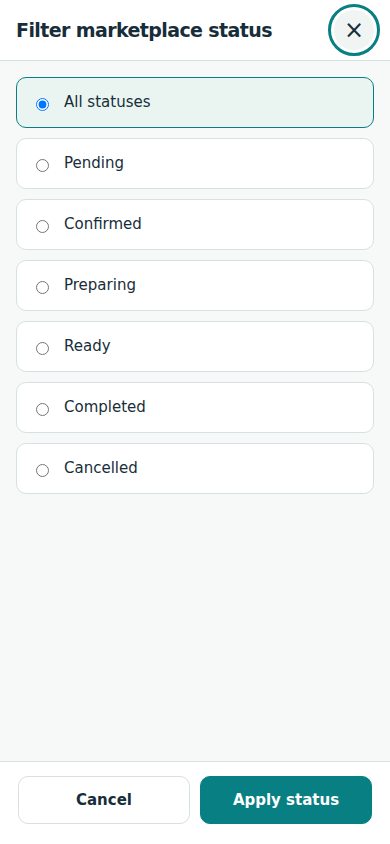 Filter marketplace status
All statuses
Pending
Confirmed
Preparing
Ready
Completed
Cancelled
Cancel
Apply status